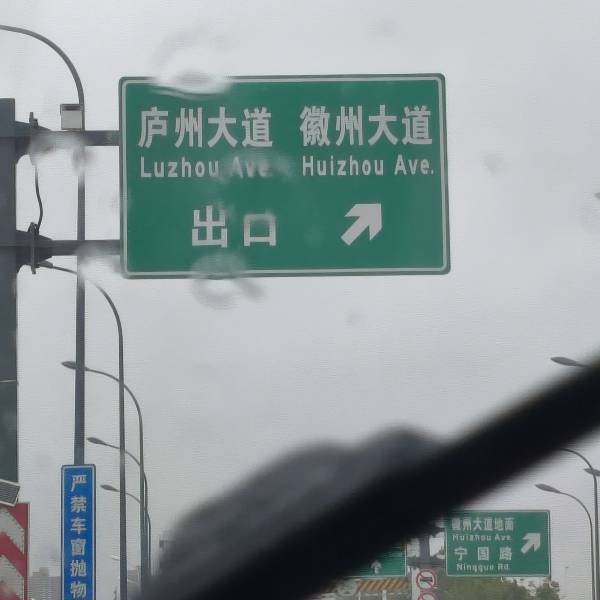 庐州大道 徽州大道
Luzhou Ave. Huizhou Ave.
出口
严禁车窗抛物
徽州大道地面
Huizhou Ave.
宁国路
Ningguo Rd.